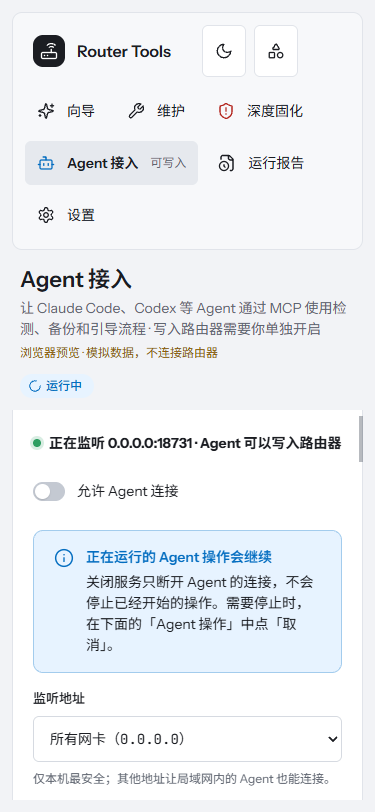 Router Tools
向导
维护
深度固化
Agent 接入 可写入
运行报告
设置
Agent 接入
让 Claude Code、Codex 等 Agent 通过 MCP 使用检
测、备份和引导流程·写入路由器需要你单独开启
浏览器预览·模拟数据，不连接路由器
运行中
正在监听 0.0.0.0:18731·Agent 可以写入路由器
允许 Agent 连接
正在运行的 Agent 操作会继续
关闭服务只断开 Agent 的连接，不会
停止已经开始的操作。需要停止时，
在下面的「Agent 操作」中点「取
消」。
监听地址
所有网卡（0.0.0.0）
仅本机最安全；其他地址让局域网内的 Agent 也能连接。